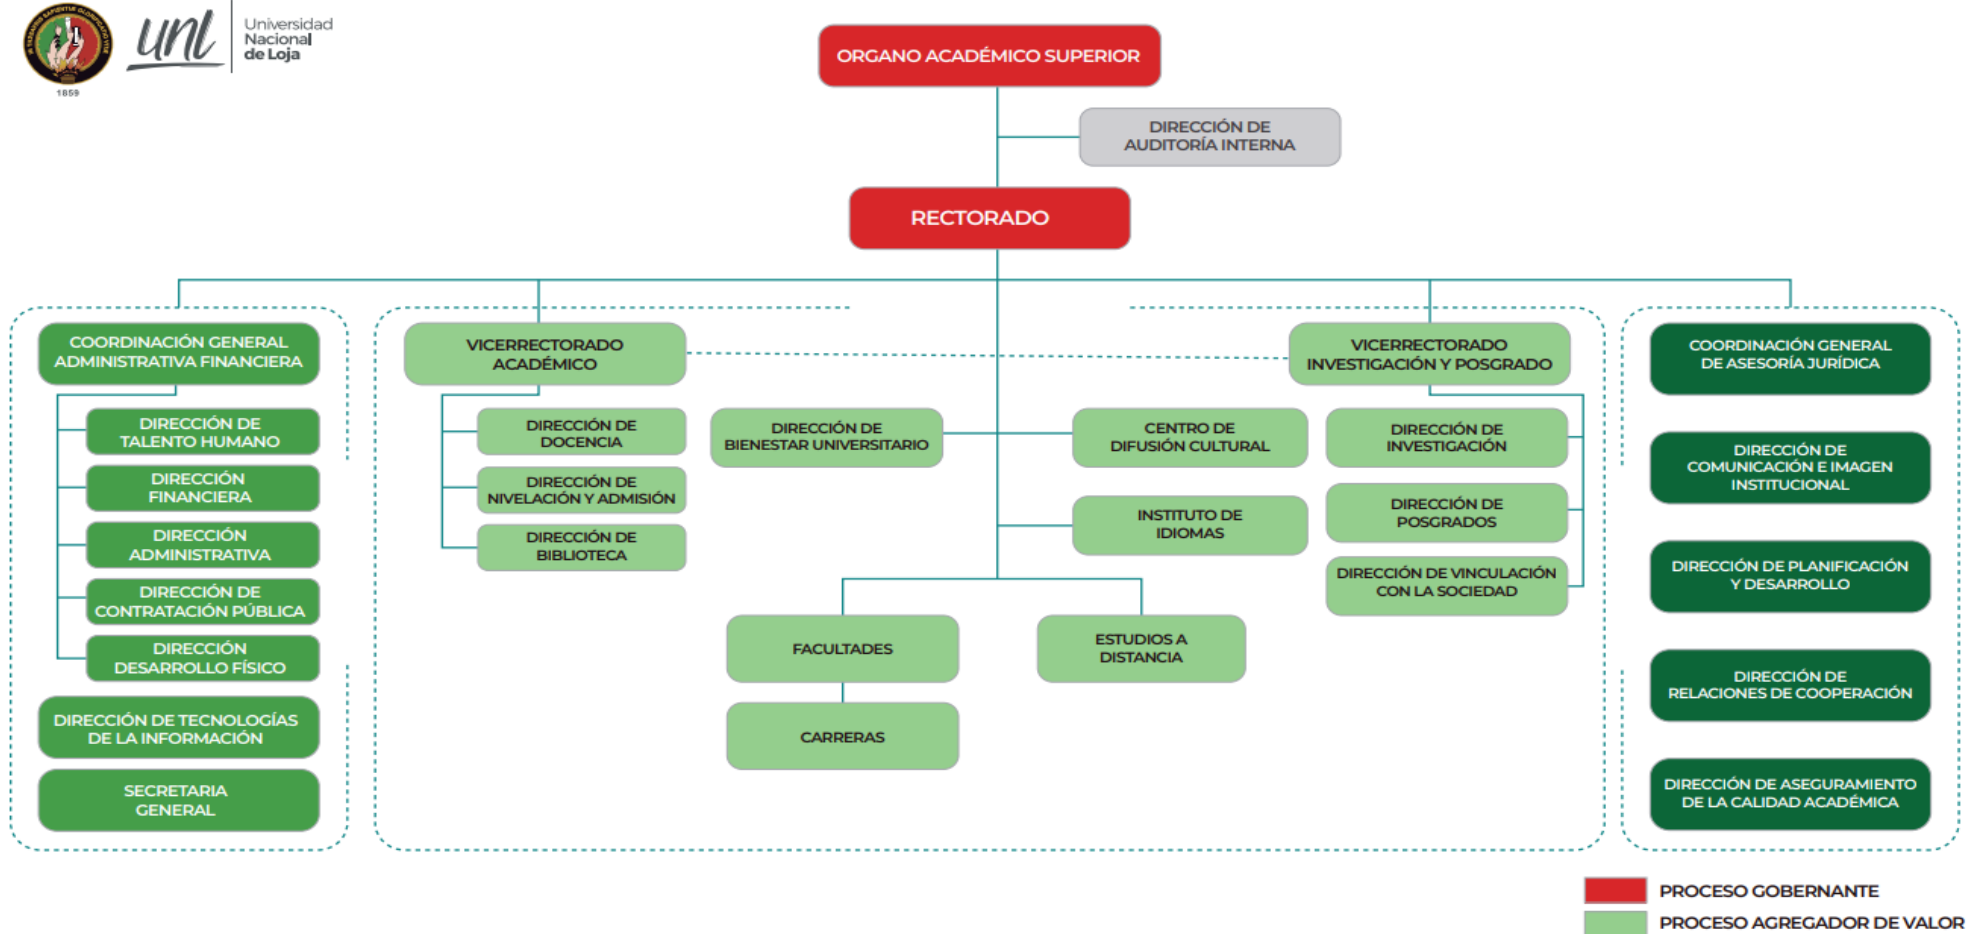 1859
unl
Universidad
Nacional
de Loja
ORGANO ACADÉMICO SUPERIOR
DIRECCIÓN DE
AUDITORÍA INTERNA
RECTORADO
COORDINACIÓN GENERAL
ADMINISTRATIVA FINANCIERA
DIRECCIÓN DE
TALENTO HUMANO
DIRECCIÓN
FINANCIERA
DIRECCIÓN
ADMINISTRATIVA
DIRECCIÓN DE
CONTRATACIÓN PÚBLICA
DIRECCIÓN
DESARROLLO FÍSICO
DIRECCIÓN DE TECNOLOGÍAS
DE LA INFORMACIÓN
SECRETARIA
GENERAL
VICERRECTORADO
ACADÉMICO
DIRECCIÓN DE
DOCENCIA
DIRECCIÓN DE
NIVELACIÓN Y ADMISIÓN
DIRECCIÓN DE
BIBLIOTECA
DIRECCIÓN DE
BIENESTAR UNIVERSITARIO
CENTRO DE
DIFUSIÓN CULTURAL
INSTITUTO DE
IDIOMAS
FACULTADES
CARRERAS
ESTUDIOS A
DISTANCIA
VICERRECTORADO
INVESTIGACIÓN Y POSGRADO
DIRECCIÓN DE
INVESTIGACIÓN
DIRECCIÓN DE
POSGRADOS
DIRECCIÓN DE VINCULACIÓN
CON LA SOCIEDAD
COORDINACIÓN GENERAL
DE ASESORÍA JURÍDICA
DIRECCIÓN DE
COMUNICACIÓN E IMAGEN
INSTITUCIONAL
DIRECCIÓN DE PLANIFICACIÓN
Y DESARROLLO
DIRECCIÓN DE
RELACIONES DE COOPERACIÓN
DIRECCIÓN DE ASEGURAMIENTO
DE LA CALIDAD ACADÉMICA
PROCESO GOBERNANTE
PROCESO AGREGADOR DE VALOR